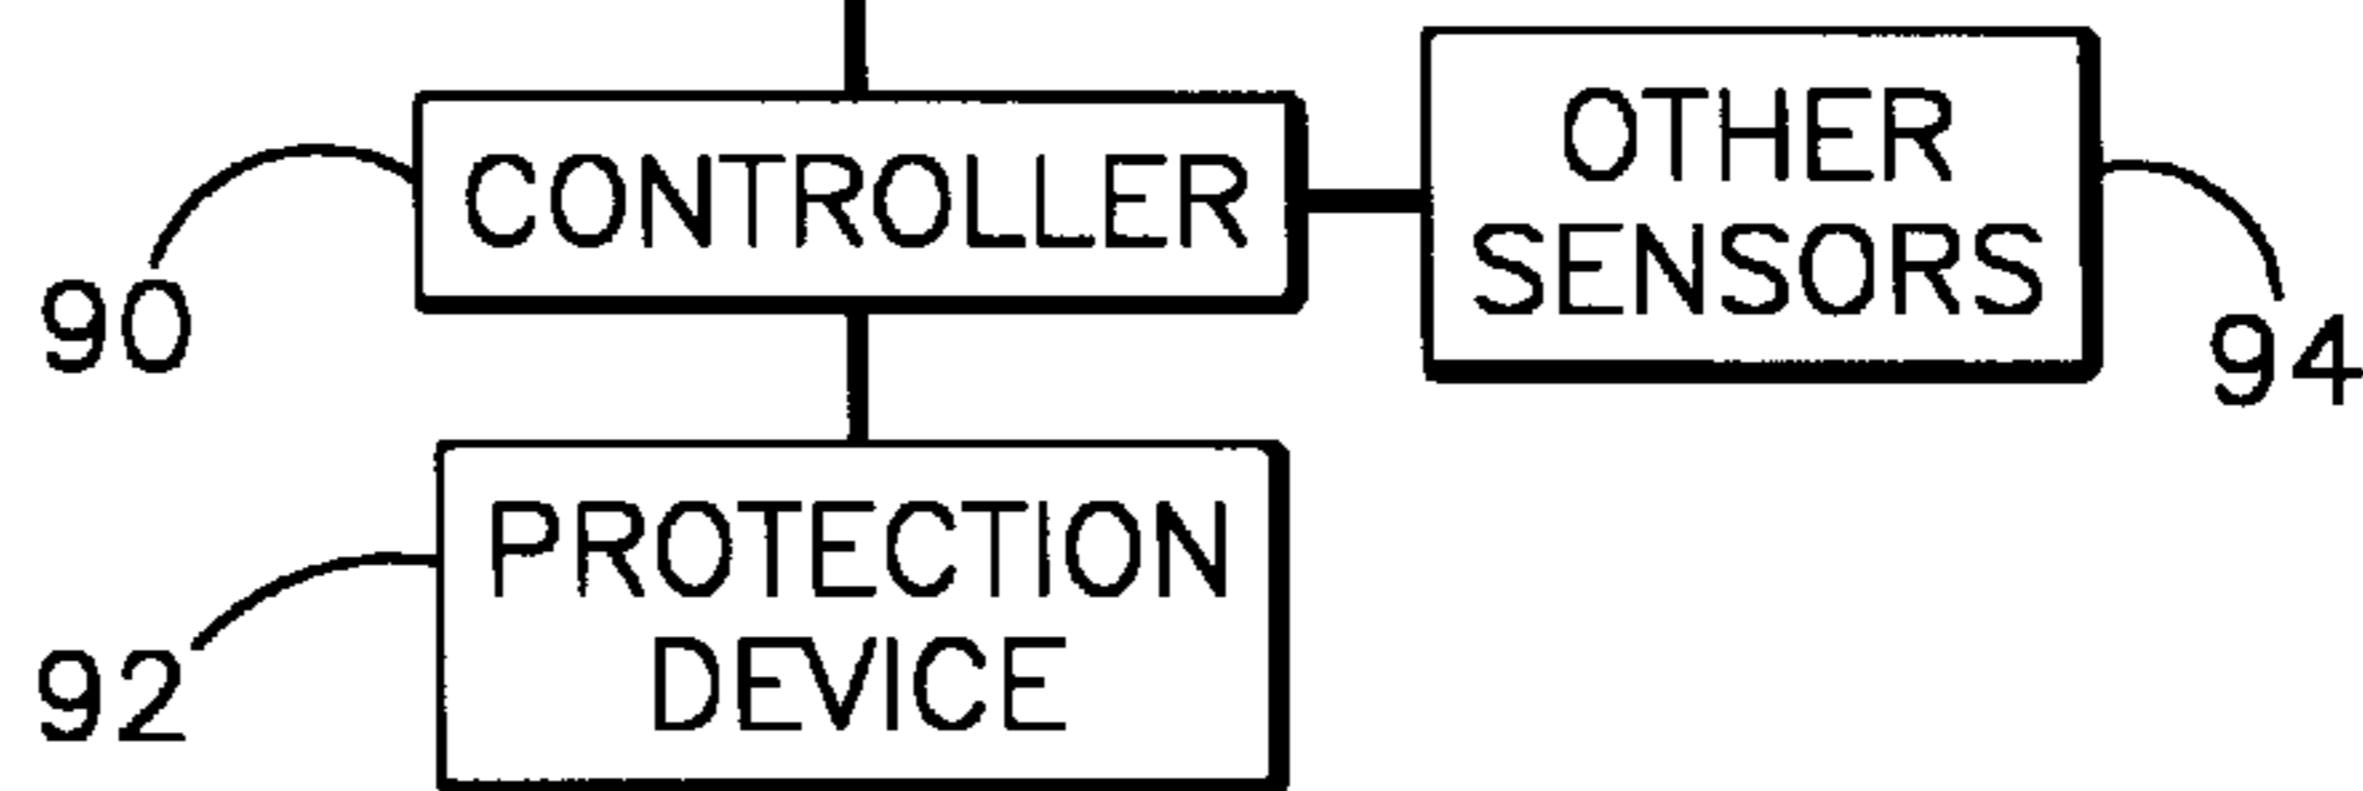 CONTROLLER
OTHER
SENSORS
90
94
PROTECTION
DEVICE
92